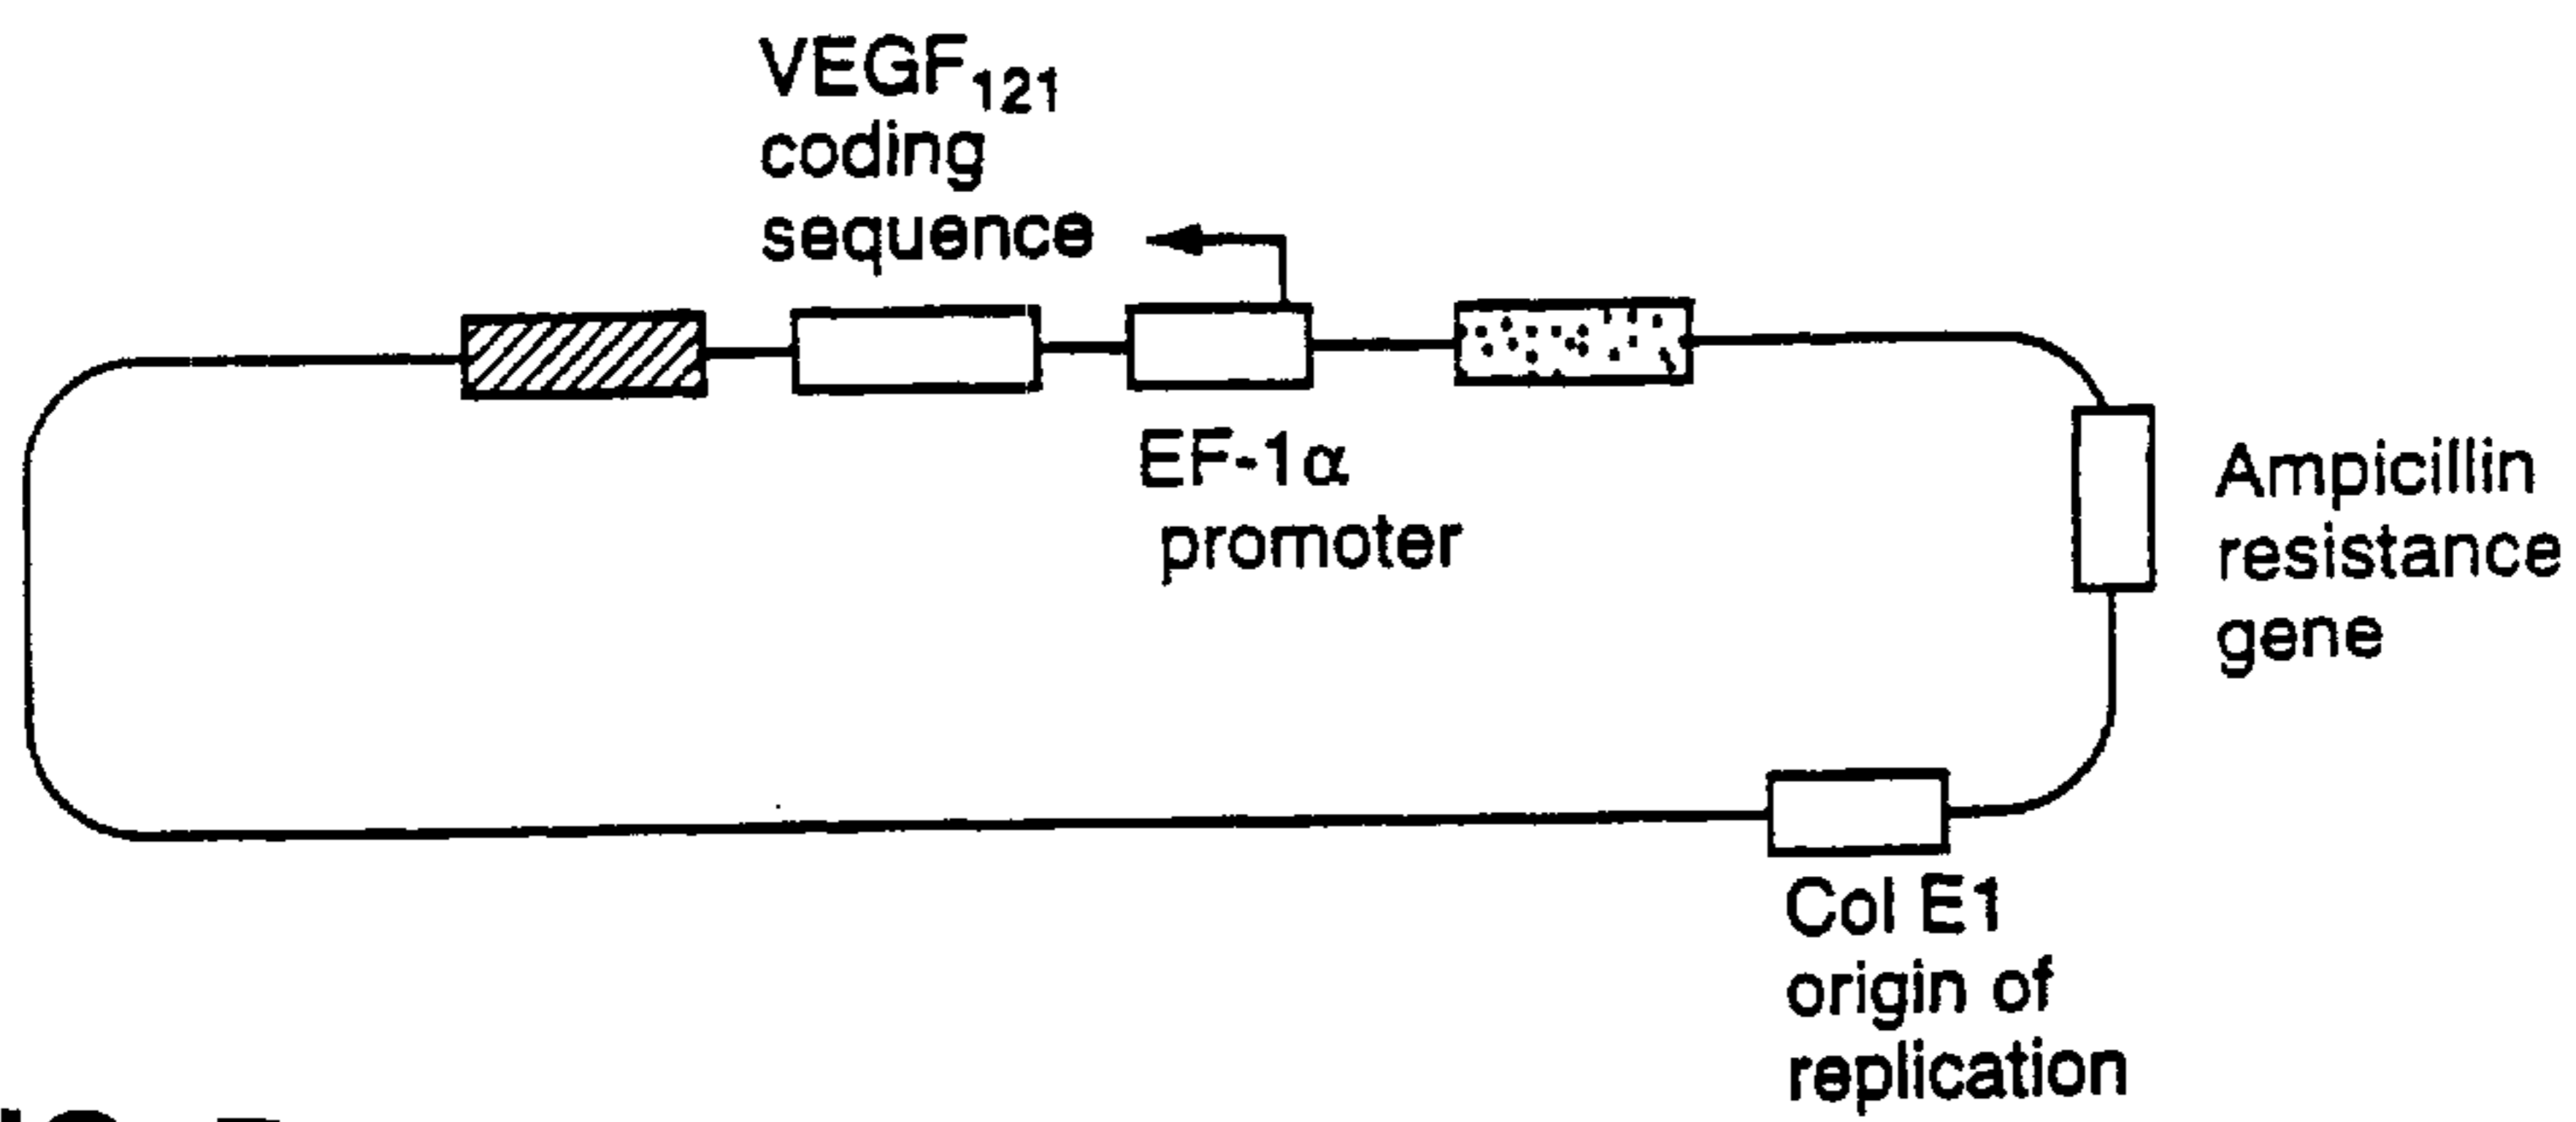 VEGF₁₂₁
coding
sequence
EF-1α
promoter
Ampicillin
resistance
gene
Col E1
origin of
replication